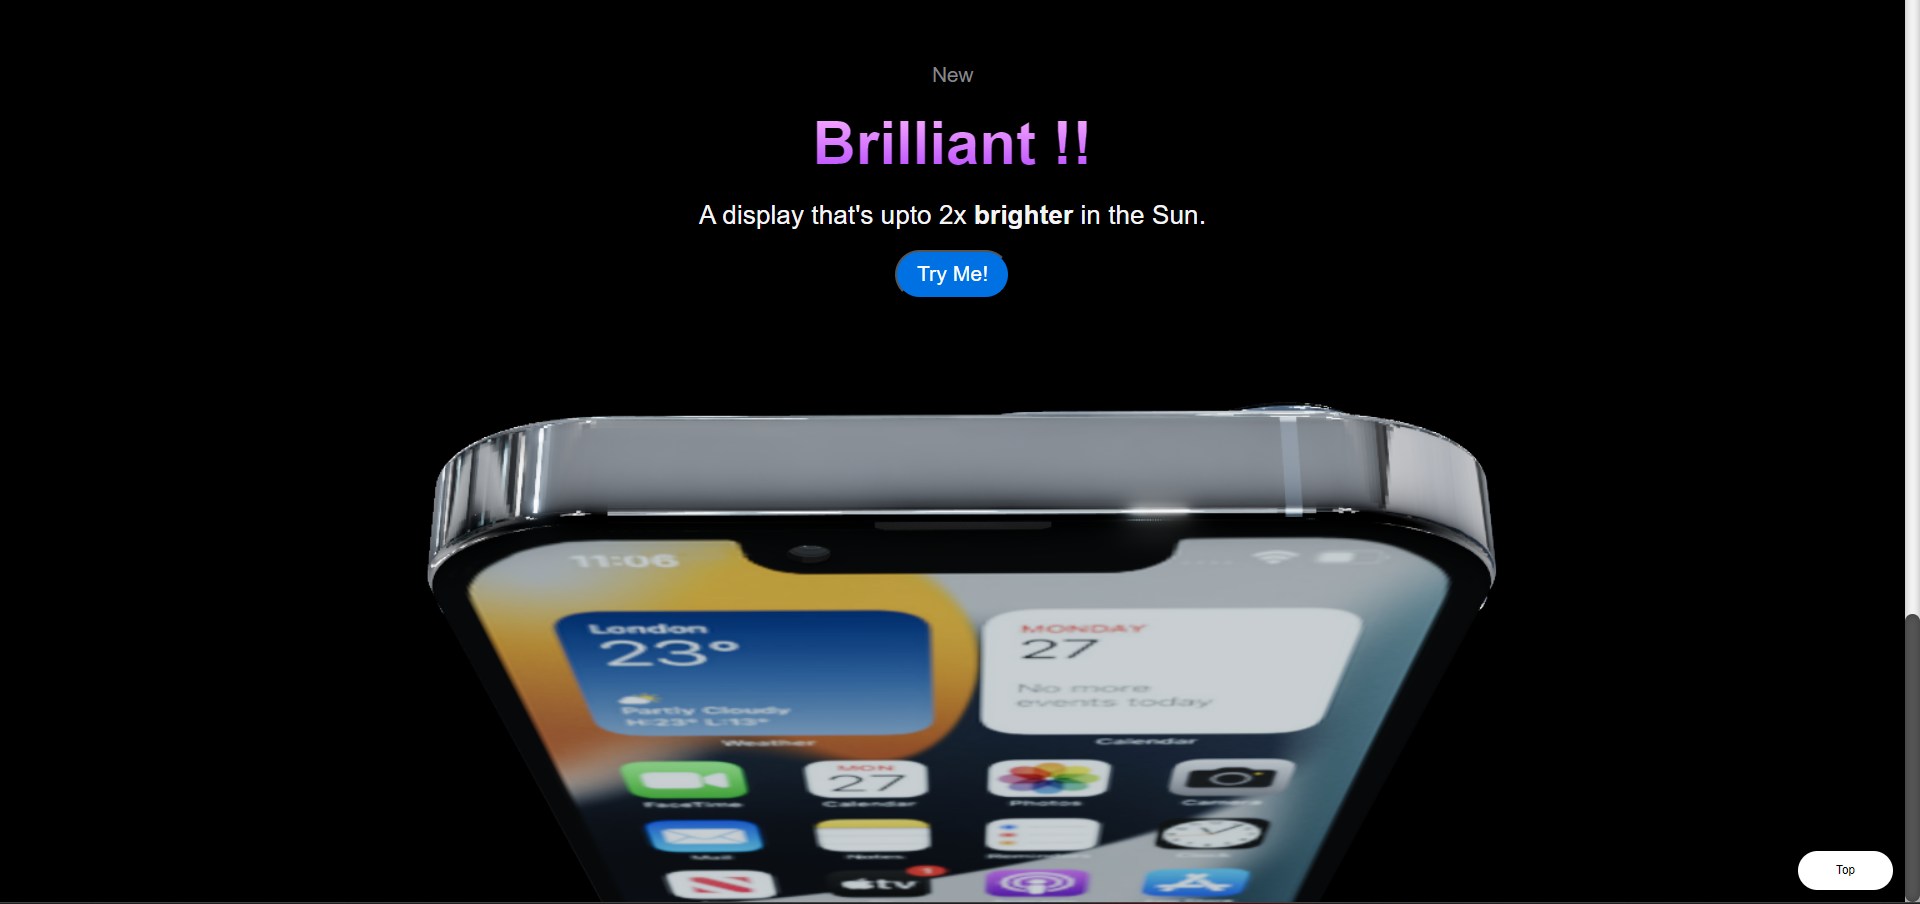 New
Brilliant !!
A display that's upto 2x brighter in the Sun.
Try Me!
11:06
London
23°
Partly Cloudy
H:23° L:13°
Weather
MONDAY
27
No more
events today
Calendar
MON
27
FaceTime
Calendar
Photos
Camera
Mail
Notes
Reminders
Clock
tv
1
Top